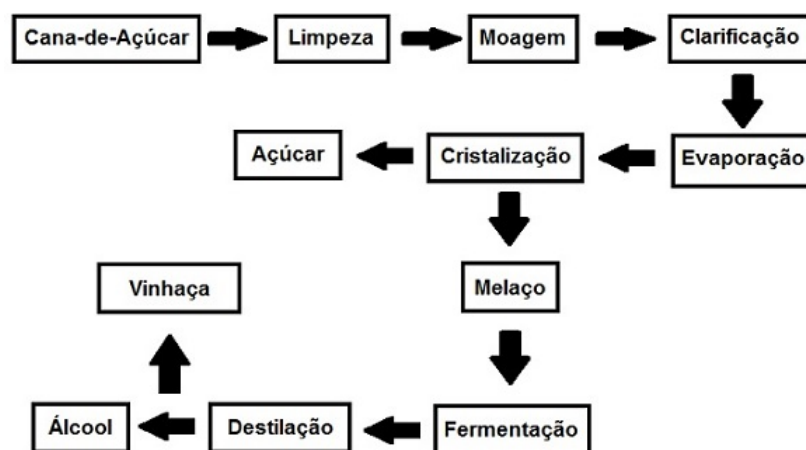 Cana-de-Açúcar
Limpeza
Moagem
Clarificação
Evaporação
Cristalização
Açúcar
Melaço
Fermentação
Destilação
Álcool
Vinhaça